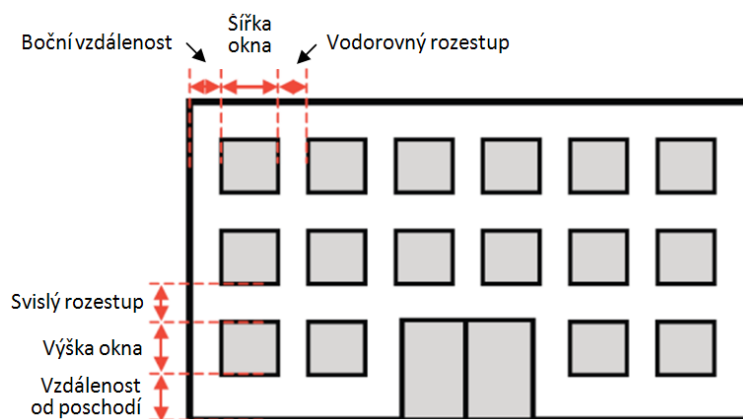 Šířka
okna
Boční vzdálenost
Vodorovný rozestup
Svislý rozestup
Výška okna
Vzdálenost
od poschodí